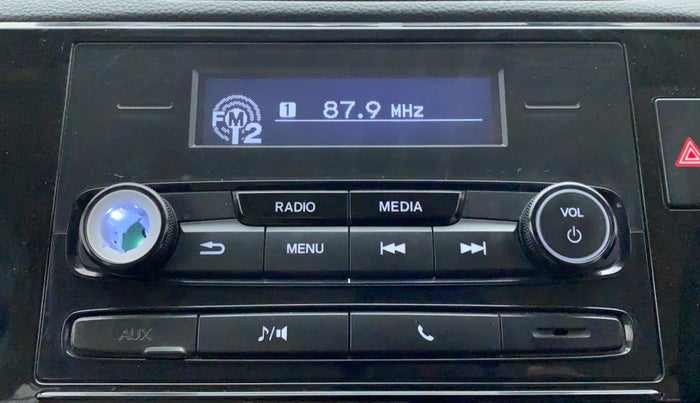 FM
12
1 87.9 MHz
RADIO
MEDIA
VOL
MENU
AUX